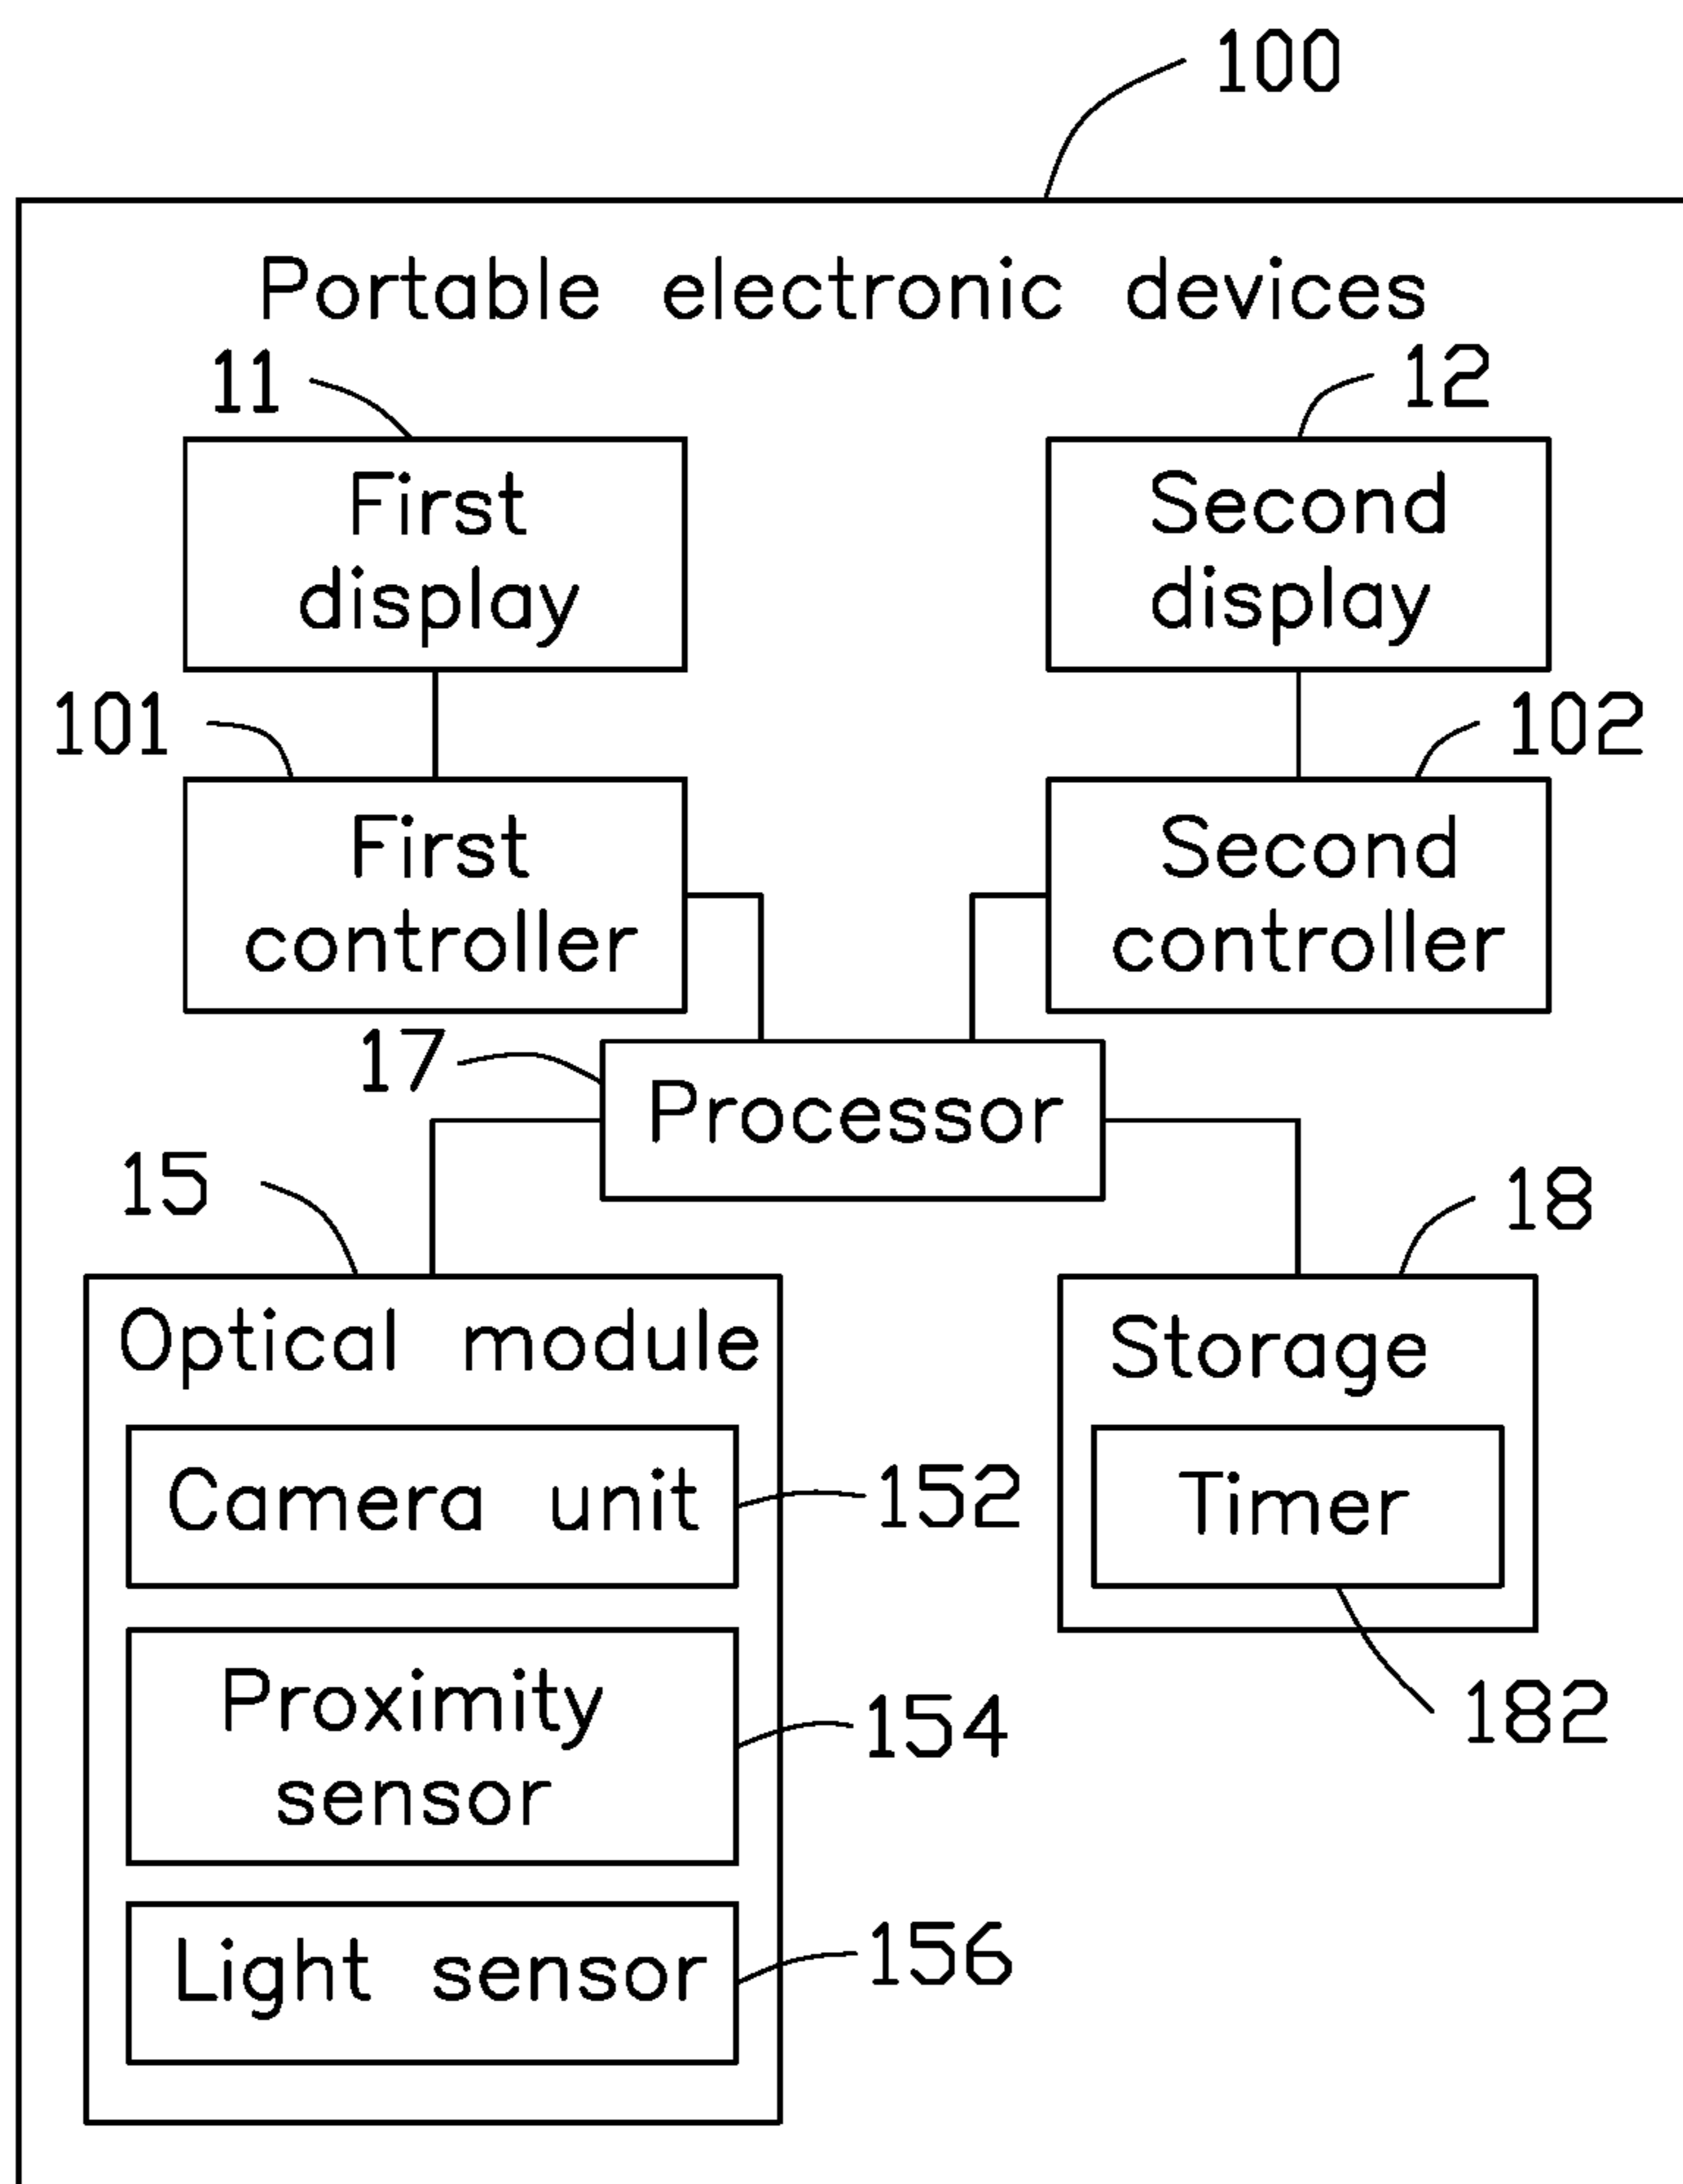 100
Portable electronic devices
11
12
First
display
Second
display
101
102
First
controller
Second
controller
17
Processor
15
18
Optical module
Storage
Camera unit
152
Timer
Proximity
sensor
154
182
Light sensor
156